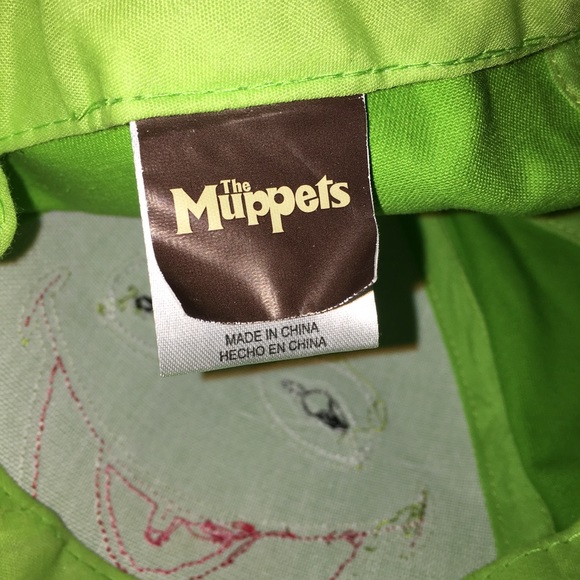 The
Muppets
MADE IN CHINA
HECHO EN CHINA